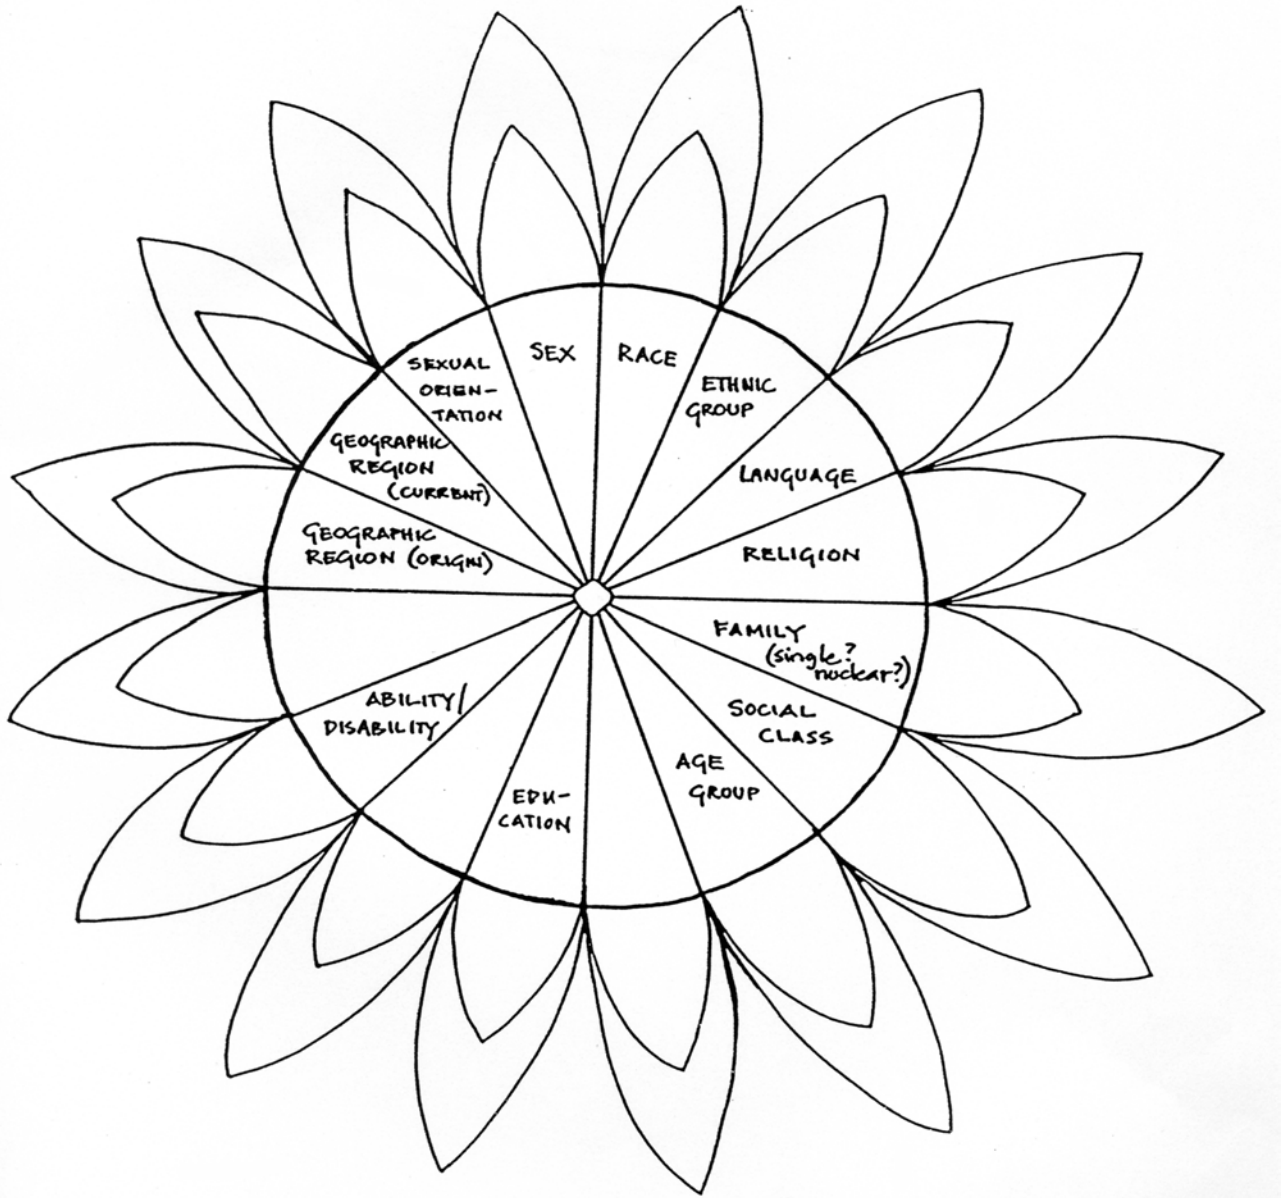 SEX
RACE
ETHNIC
GROUP
LANGUAGE
RELIGION
FAMILY
(single?
nuclear?)
SOCIAL
CLASS
AGE
GROUP
EDU-
CATION
ABILITY/
DISABILITY
GEOGRAPHIC
REGION (ORIGIN)
GEOGRAPHIC
REGION
(CURRENT)
SEXUAL
ORIEN-
TATION